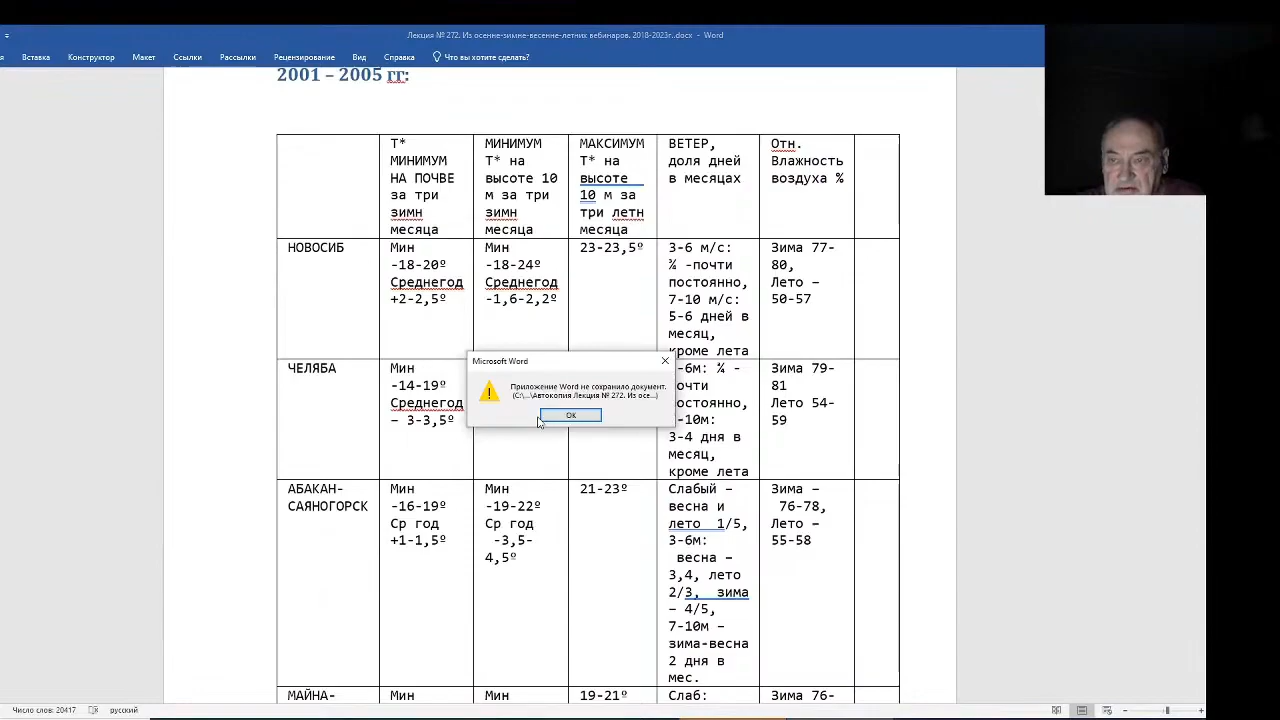 Лекция № 272. Из осенне-зимне-весенне-летник вебинаров. 2018-2023г..docx - Word
Вставка Конструктор Макет Ссылки Рассылки Рецензирование Вид Справка Что вы хотите сделать?
2001 – 2005 гг:
Т*
МИНИМУМ
НА ПОЧВЕ
за три
зимн
месяца
МИНИМУМ
Т* на
высоте 10
м за три
зимн
месяца
МАКСИМУМ
Т* на
высоте
10 м за
три летн
месяца
ВЕТЕР,
доля дней
в месяцах
Отн.
Влажность
воздуха %
НОВОСИБ
Мин
-18-20º
Среднегод
+2-2,5º
Мин
-18-24º
Среднегод
-1,6-2,2º
23-23,5º
3-6 м/с:
-почти
постоянно,
7-10 м/с:
5-6 дней в
месяц,
кроме лета
Зима 77-
80,
Лето –
50-57
ЧЕЛЯБА
Мин
-14-19º
Среднегод
– 3-3,5º
-6м:
почти
постоянно,
-10м:
3-4 дня в
месяц,
кроме лета
Зима 79-
81
Лето 54-
59
Microsoft Word
Приложение Word не сохранило документ.
(C:\...\Автокопия Лекция № 272. Из осе...)
ОК
АБАКАН-
САЯНОГОРСК
Мин
-16-19º
Ср год
+1-1,5º
Мин
-19-22º
Ср год
-3,5-
4,5º
21-23º
Слабый –
весна и
лето 1/5,
3-6м:
весна –
3,4, лето
2/3, зима
– 4/5,
7-10м –
зима-весна
2 дня в
мес.
Зима –
76-78,
Лето –
55-58
МАЙНА-
Мин
Мин
19-21º
Слаб:
Зима 76-
Число слов: 20417 русский